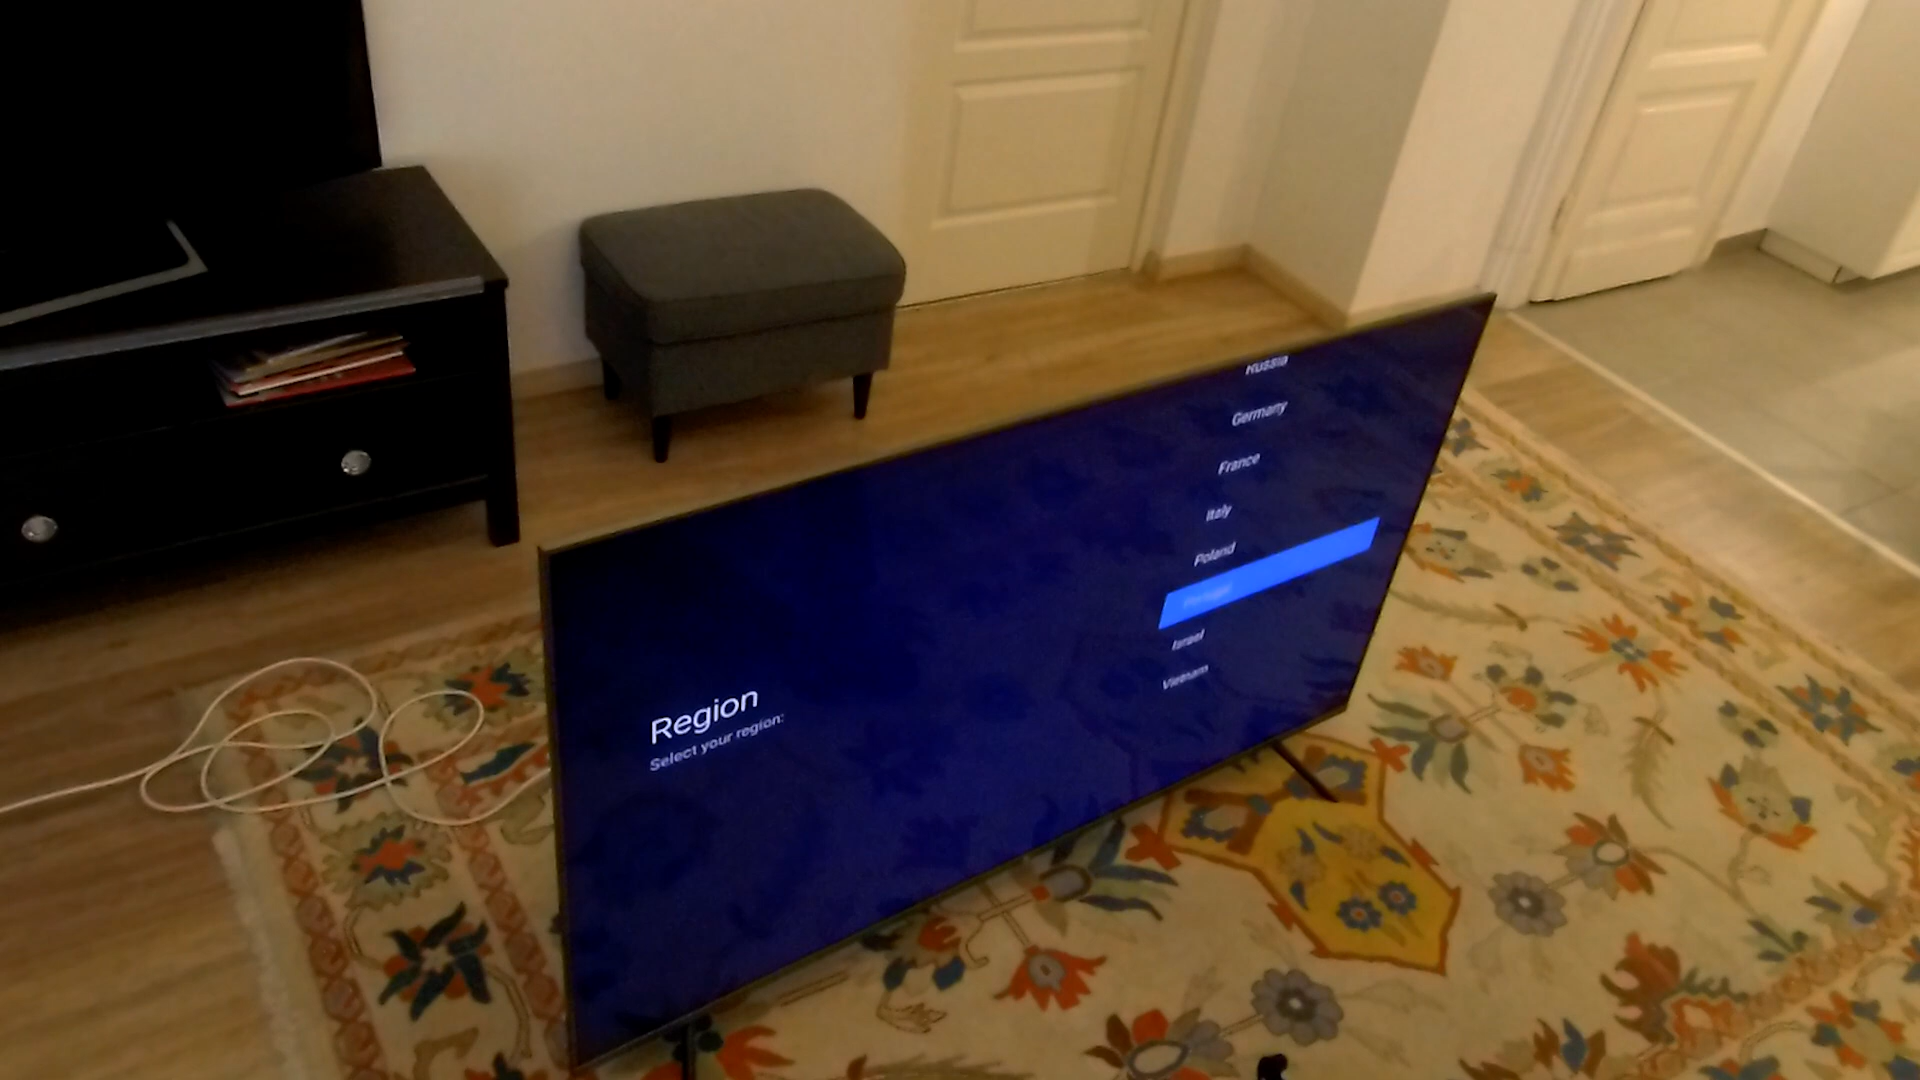 Region
Select your region:
Russia
Germany
France
Italy
Poland
Israel
Vietnam